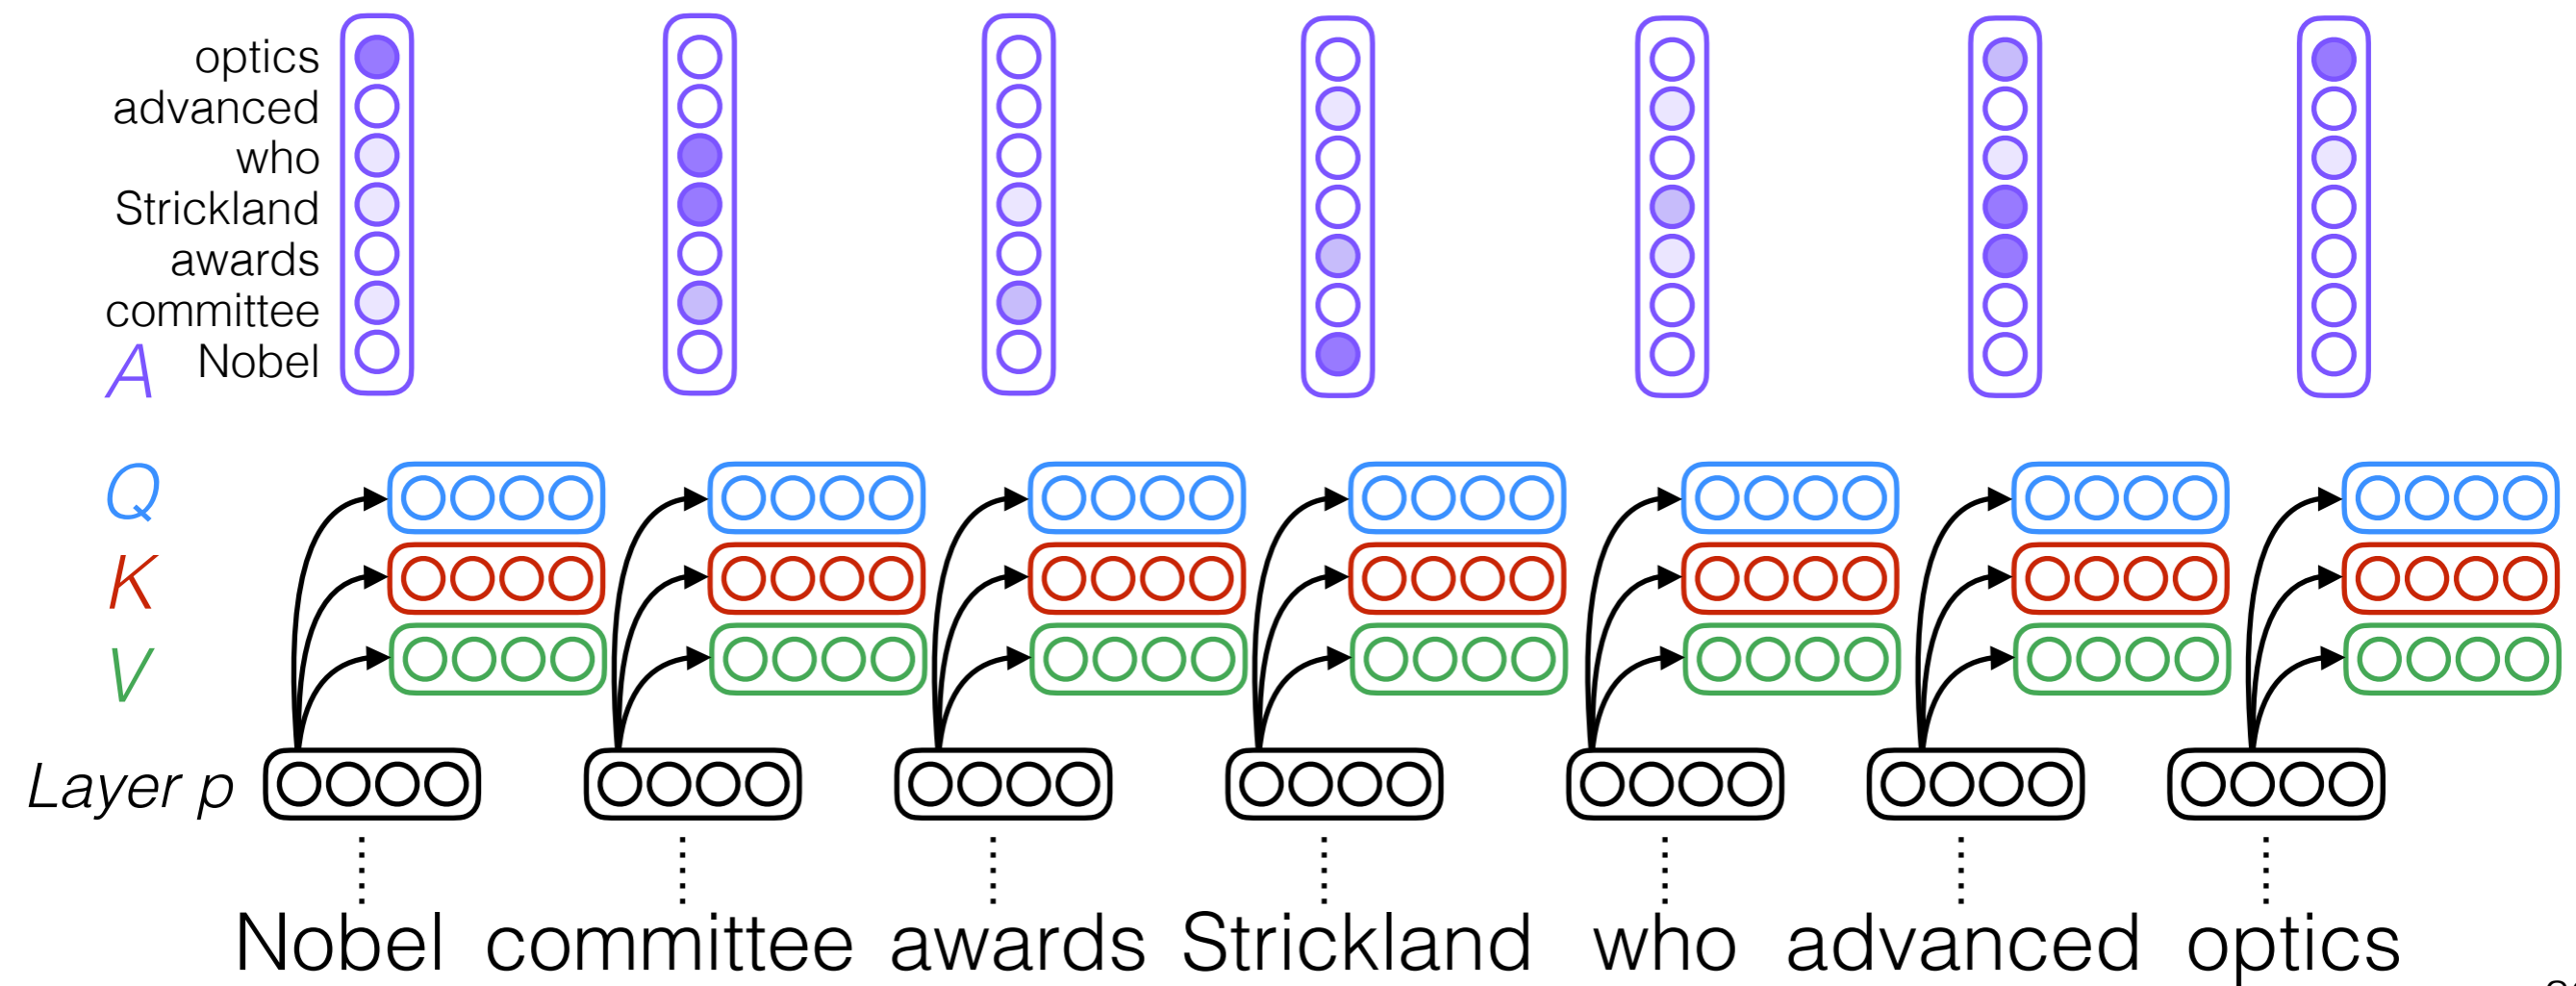 optics
advanced
who
Strickland
awards
committee
Nobel
A
Q
K
V
Layer p
Nobel committee awards Strickland who advanced optics